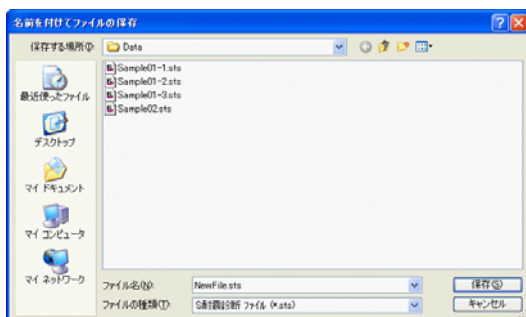 名前を付けてファイルの保存
保存する場所(I): Data
Sample01-1.sts
Sample01-2.sts
Sample01-3.sts
Sample02.sts
最近使ったファイル
デスクトップ
マイ ドキュメント
マイ コンピュータ
マイ ネットワーク
ファイル名(N): NewFile.sts 保存(S)
ファイルの種類(T): S耐震診断 ファイル (*.sts) キャンセル